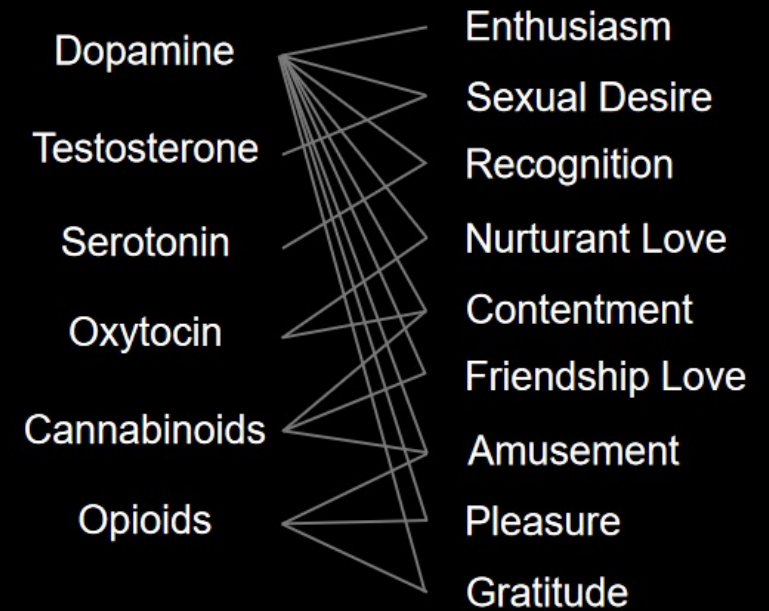 Dopamine
Testosterone
Serotonin
Oxytocin
Cannabinoids
Opioids
Enthusiasm
Sexual Desire
Recognition
Nurturant Love
Contentment
Friendship Love
Amusement
Pleasure
Gratitude